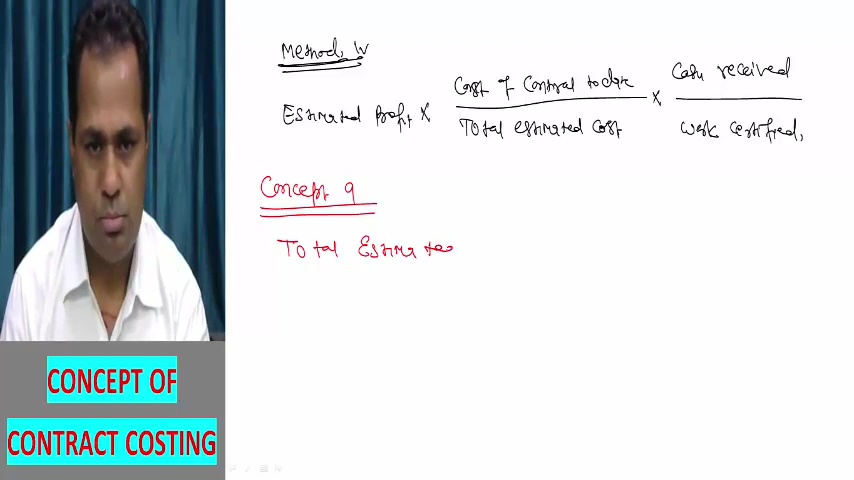 Method, IV
Estimated Profit X Cost of Contract to date / Total estimated Cost X Cash received / Work certified,
Concept 9
Total Estimated
CONCEPT OF
CONTRACT COSTING